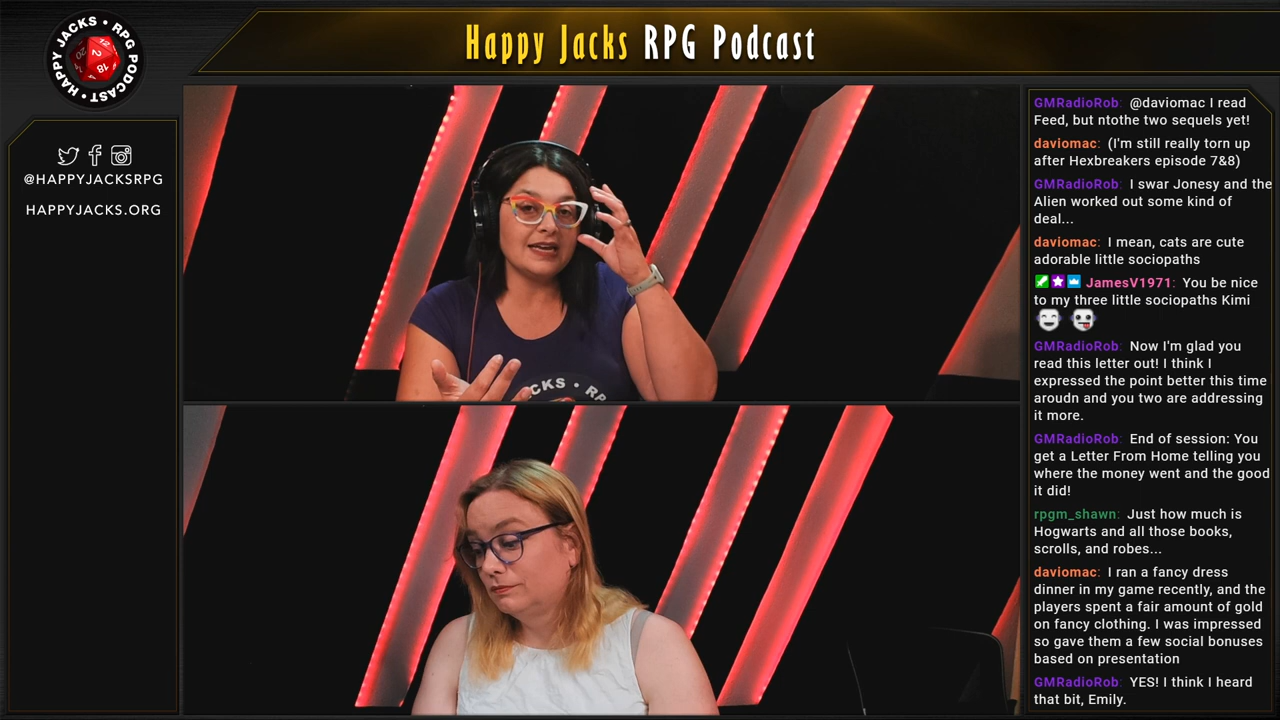 HAPPY JACKS • RPG PODCAST •
Happy Jacks RPG Podcast
@HAPPYJACKSRPG
HAPPYJACKS.ORG
CKS • RP
GMRadioRob: @daviomac I read
Feed, but ntothe two sequels yet!
daviomac: (I'm still really torn up
after Hexbreakers episode 7&8)
GMRadioRob: I swar Jonesy and the
Alien worked out some kind of
deal...
daviomac: I mean, cats are cute
adorable little sociopaths
JamesV1971: You be nice
to my three little sociopaths Kimi
GMRadioRob: Now I'm glad you
read this letter out! I think I
expressed the point better this time
aroudn and you two are addressing
it more.
GMRadioRob: End of session: You
get a Letter From Home telling you
where the money went and the good
it did!
rpgm_shawn: Just how much is
Hogwarts and all those books,
scrolls, and robes...
daviomac: I ran a fancy dress
dinner in my game recently, and the
players spent a fair amount of gold
on fancy clothing. I was impressed
so gave them a few social bonuses
based on presentation
GMRadioRob: YES! I think I heard
that bit, Emily.